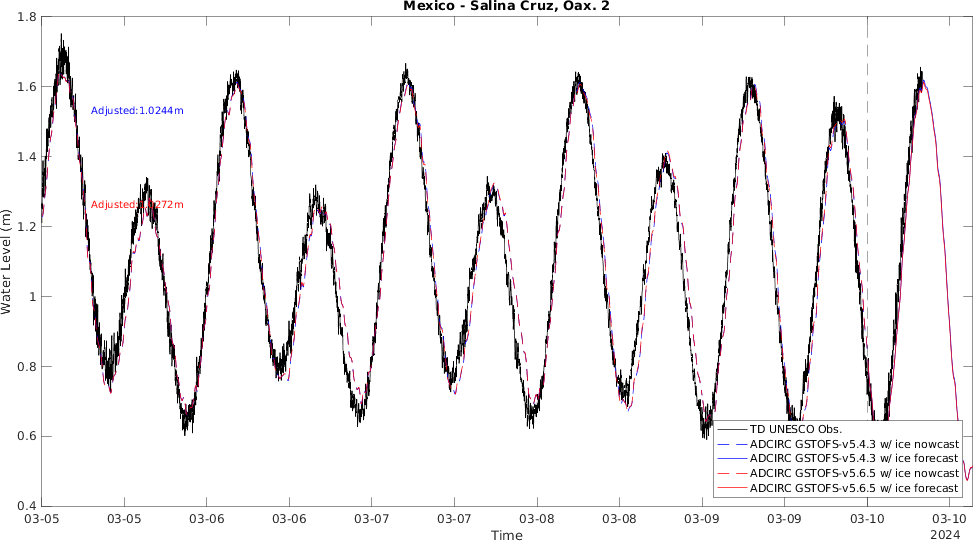 Mexico - Salina Cruz, Oax. 2
Water Level (m)
1.8
1.6
1.4
1.2
1
0.8
0.6
0.4
Adjusted:1.0244m
Adjusted:1.0272m
TD UNESCO Obs.
ADCIRC GSTOFS-v5.4.3 w/ ice nowcast
ADCIRC GSTOFS-v5.4.3 w/ ice forecast
ADCIRC GSTOFS-v5.6.5 w/ ice nowcast
ADCIRC GSTOFS-v5.6.5 w/ ice forecast
03-05 03-05 03-06 03-06 03-07 03-07 03-08 03-08 03-09 03-09 03-10 03-10
2024
Time